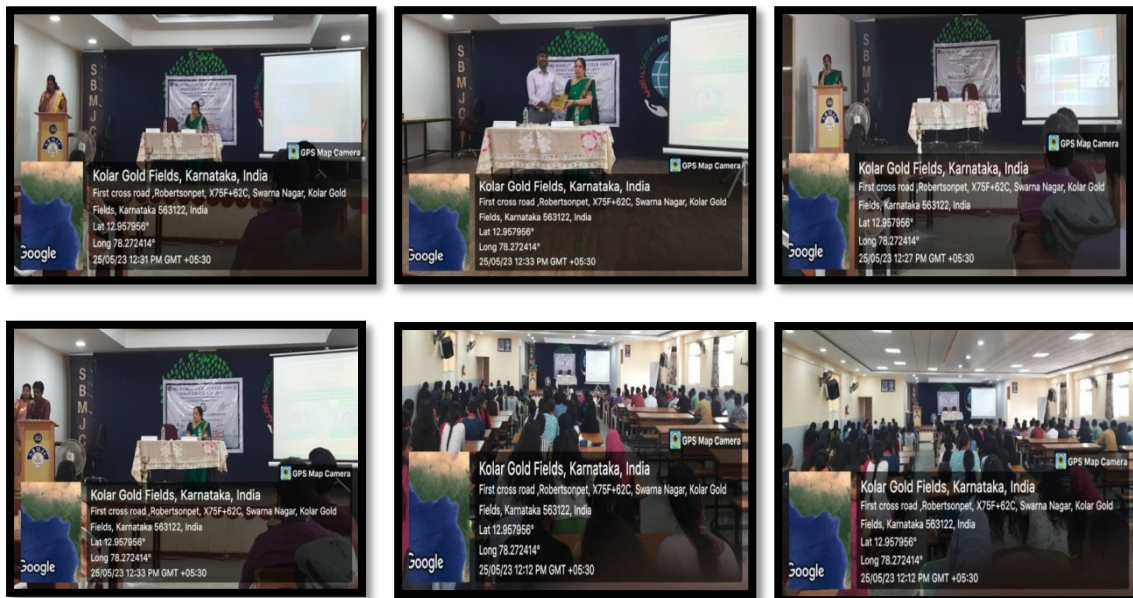 SBMJC
GPS Map Camera
Kolar Gold Fields, Karnataka, India
First cross road ,Robertsonpet, X75F+62C, Swarna Nagar, Kolar Gold
Fields, Karnataka 563122, India
Lat 12.957956°
Long 78.272414°
25/05/23 12:31 PM GMT +05:30
Google
SBMJC
GPS Map Camera
Kolar Gold Fields, Karnataka, India
First cross road ,Robertsonpet, X75F+62C, Swarna Nagar, Kolar Gold
Fields, Karnataka 563122, India
Lat 12.957956°
Long 78.272414°
25/05/23 12:33 PM GMT +05:30
Google
GPS Map Camera
Kolar Gold Fields, Karnataka, India
First cross road ,Robertsonpet, X75F+62C, Swarna Nagar, Kolar Gold
Fields, Karnataka 563122, India
Lat 12.957956°
Long 78.272414°
25/05/23 12:27 PM GMT +05:30
Google
SBMJC
GPS Map Camera
Kolar Gold Fields, Karnataka, India
First cross road ,Robertsonpet, X75F+62C, Swarna Nagar, Kolar Gold
Fields, Karnataka 563122, India
Lat 12.957956°
Long 78.272414°
25/05/23 12:33 PM GMT +05:30
Google
GPS Map Camera
Kolar Gold Fields, Karnataka, India
First cross road ,Robertsonpet, X75F+62C, Swarna Nagar, Kolar Gold
Fields, Karnataka 563122, India
Lat 12.957956°
Long 78.272414°
25/05/23 12:12 PM GMT +05:30
Google
GPS Map Camera
Kolar Gold Fields, Karnataka, India
First cross road ,Robertsonpet, X75F+62C, Swarna Nagar, Kolar Gold
Fields, Karnataka 563122, India
Lat 12.957956°
Long 78.272414°
25/05/23 12:12 PM GMT +05:30
Google